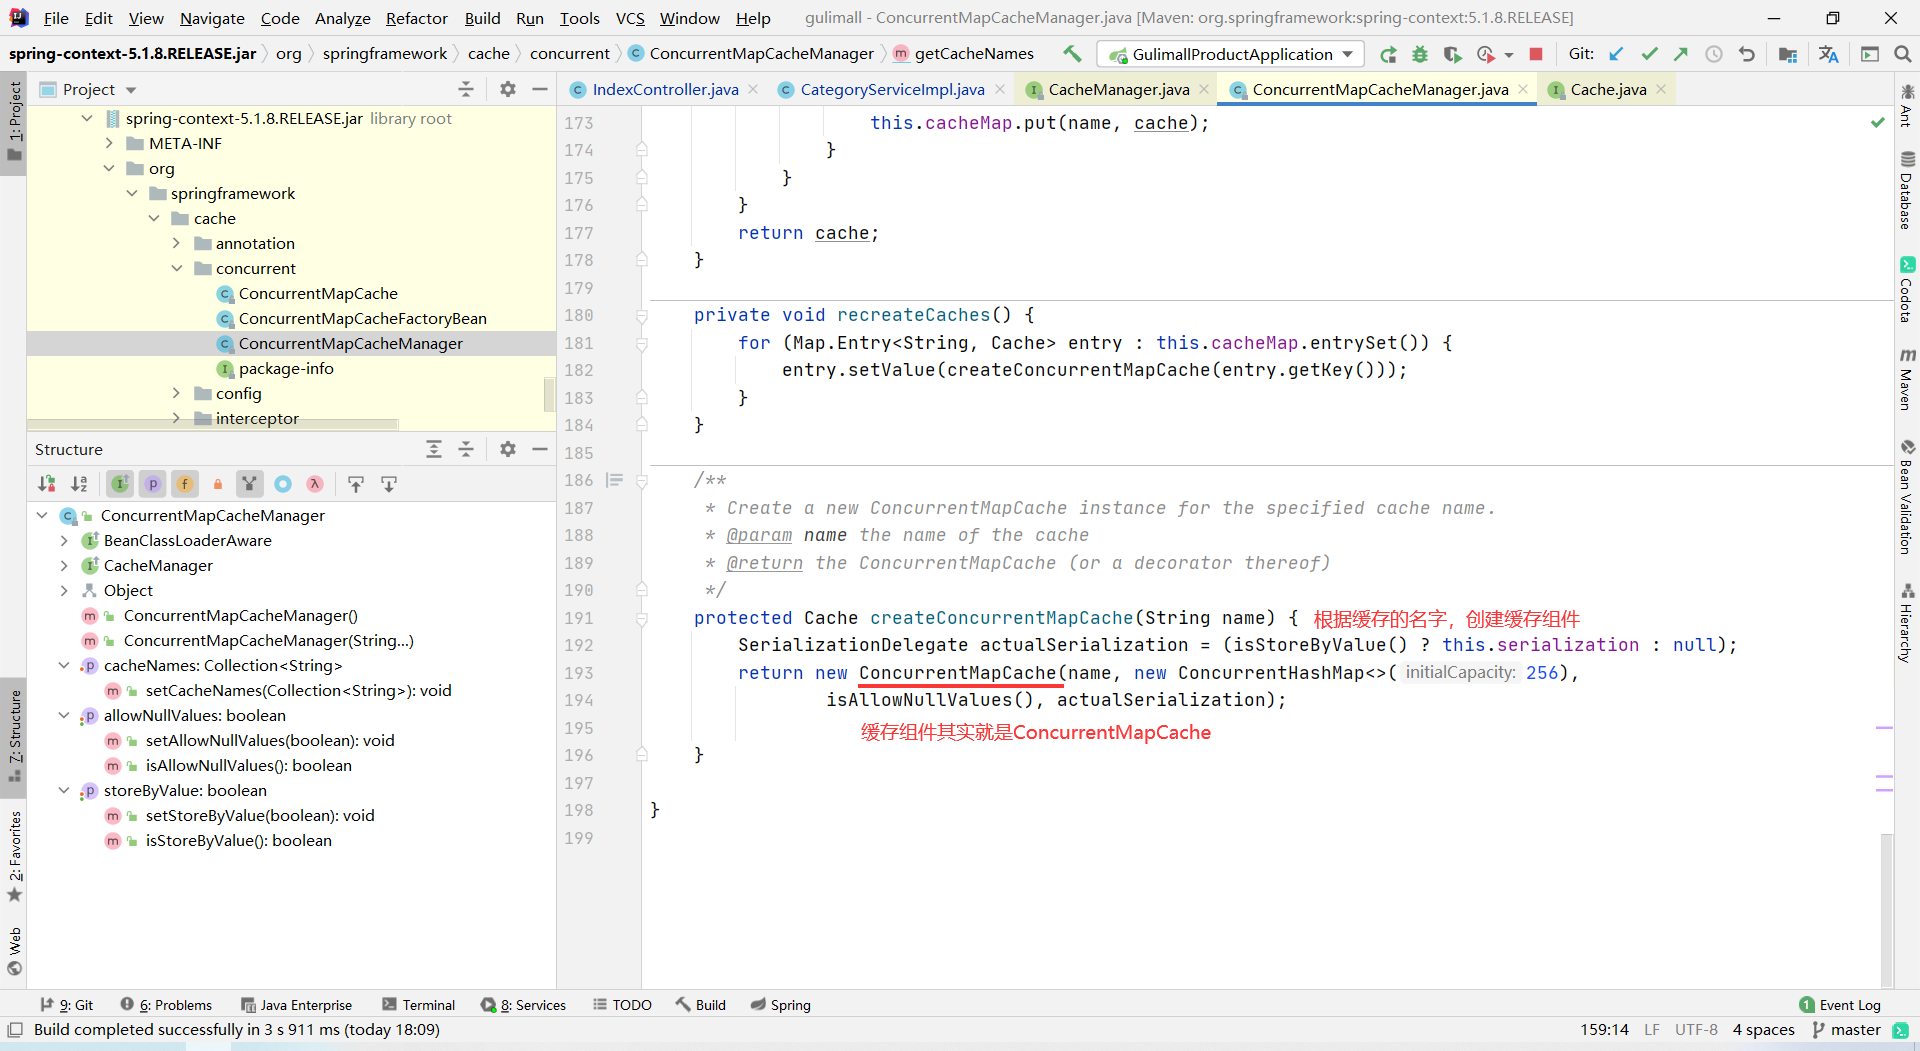 File Edit View Navigate Code Analyze Refactor Build Run Tools VCS Window Help gulimall - ConcurrentMapCacheManager.java [Maven: org.springframework:spring-context:5.1.8.RELEASE]
spring-context-5.1.8.RELEASE.jar org springframework cache concurrent ConcurrentMapCacheManager getCacheNames GulimallProductApplication Git:
Project
IndexController.java CategoryServiceImpl.java CacheManager.java ConcurrentMapCacheManager.java Cache.java
1: Project
spring-context-5.1.8.RELEASE.jar library root
META-INF
org
springframework
cache
annotation
concurrent
ConcurrentMapCache
ConcurrentMapCacheFactoryBean
ConcurrentMapCacheManager
package-info
config
interceptor
Structure
ConcurrentMapCacheManager
BeanClassLoaderAware
CacheManager
Object
ConcurrentMapCacheManager()
ConcurrentMapCacheManager(String...)
cacheNames: Collection<String>
setCacheNames(Collection<String>): void
allowNullValues: boolean
setAllowNullValues(boolean): void
isAllowNullValues(): boolean
storeByValue: boolean
setStoreByValue(boolean): void
isStoreByValue(): boolean
7: Structure
2: Favorites
Web
173 this.cacheMap.put(name, cache);
174 }
175 }
176 }
177 return cache;
178 }
179
180 private void recreateCaches() {
181 for (Map.Entry<String, Cache> entry : this.cacheMap.entrySet()) {
182 entry.setValue(createConcurrentMapCache(entry.getKey()));
183 }
184 }
185
186 /**
187 * Create a new ConcurrentMapCache instance for the specified cache name.
188 * @param name the name of the cache
189 * @return the ConcurrentMapCache (or a decorator thereof)
190 */
191 protected Cache createConcurrentMapCache(String name) { 根据缓存的名字，创建缓存组件
192 SerializationDelegate actualSerialization = (isStoreByValue() ? this.serialization : null);
193 return new ConcurrentMapCache(name, new ConcurrentHashMap<>( initialCapacity: 256),
194 isAllowNullValues(), actualSerialization);
195 缓存组件其实就是ConcurrentMapCache
196 }
197
198 }
199
Ant
Database
Codota
Maven
Bean Validation
Hierarchy
9: Git 6: Problems Java Enterprise Terminal 8: Services TODO Build Spring 1 Event Log
Build completed successfully in 3 s 911 ms (today 18:09) 159:14 LF UTF-8 4 spaces master